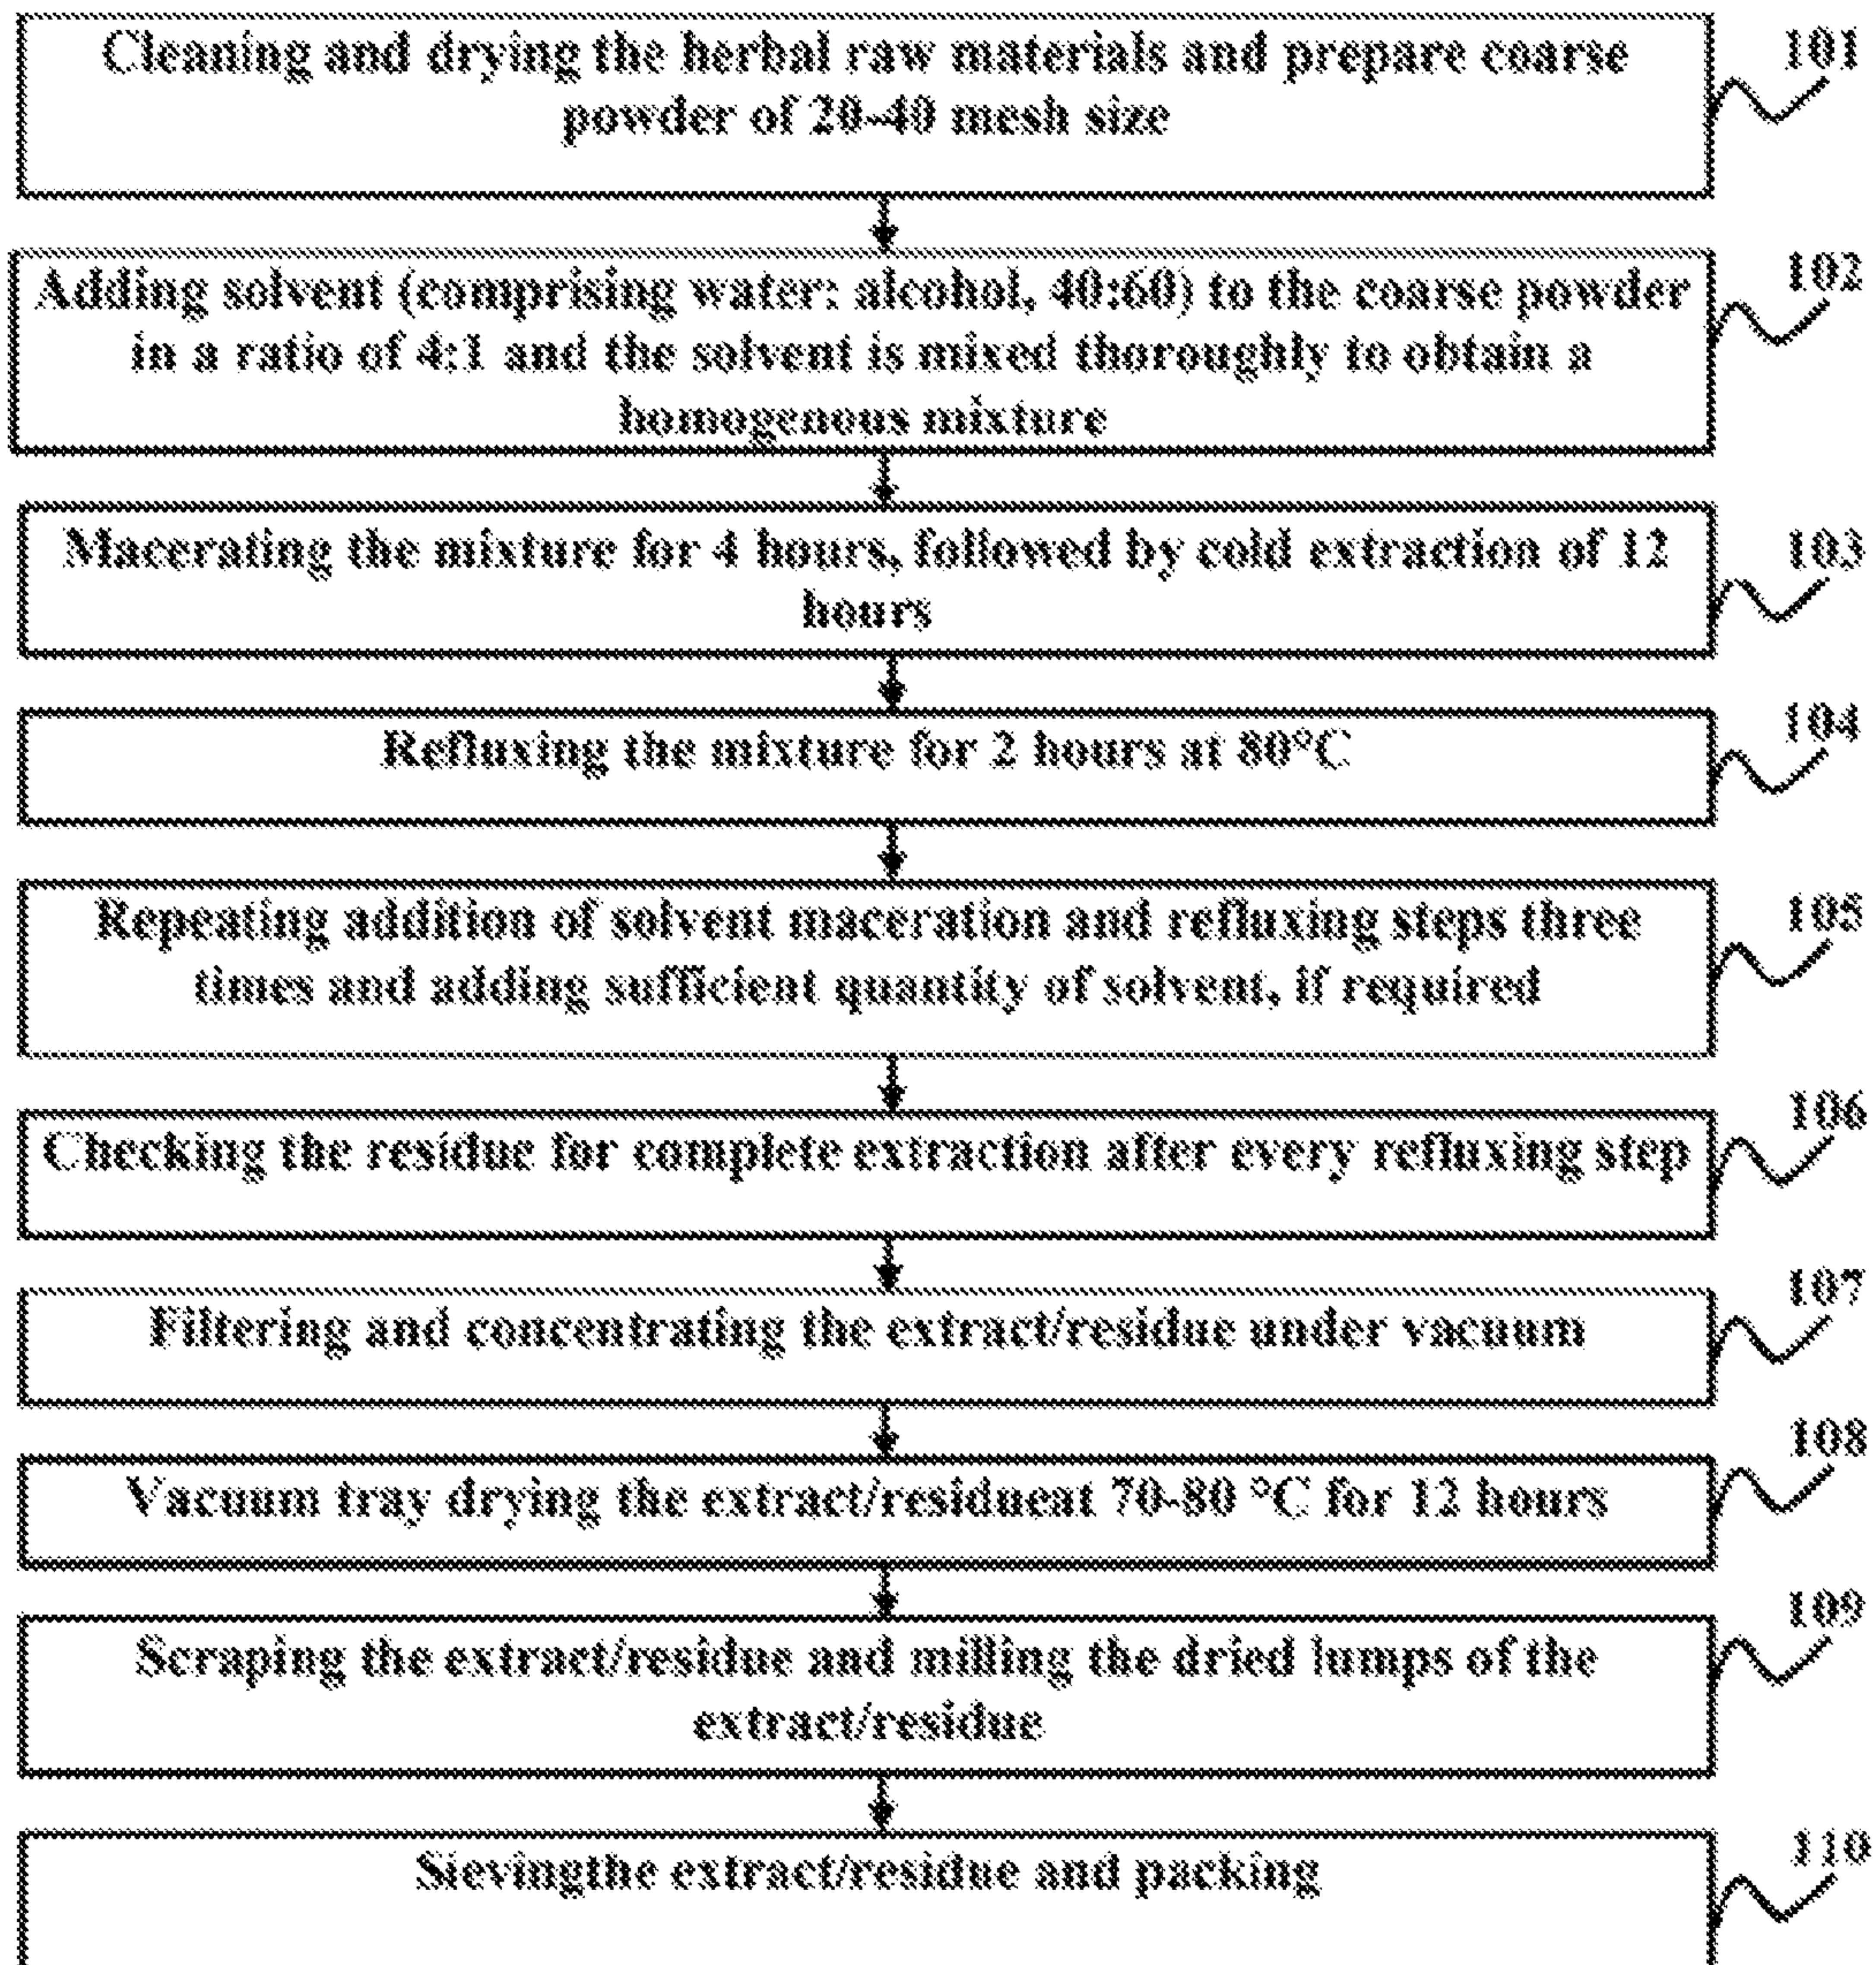 Cleaning and drying the herbal raw materials and prepare coarse
powder of 20-40 mesh size
101
Adding solvent (comprising water: alcohol, 40:60) to the coarse powder
in a ratio of 4:1 and the solvent is mixed thoroughly to obtain a
homogenous mixture
102
Macerating the mixture for 4 hours, followed by cold extraction of 12
hours
103
Refluxing the mixture for 2 hours at 80°C
104
Repeating addition of solvent maceration and refluxing steps three
times and adding sufficient quantity of solvent, if required
105
Checking the residue for complete extraction after every refluxing step
106
Filtering and concentrating the extract/residue under vacuum
107
Vacuum tray drying the extract/residueat 70-80 °C for 12 hours
108
Scraping the extract/residue and milling the dried lumps of the
extract/residue
109
Sievingthe extract/residue and packing
110